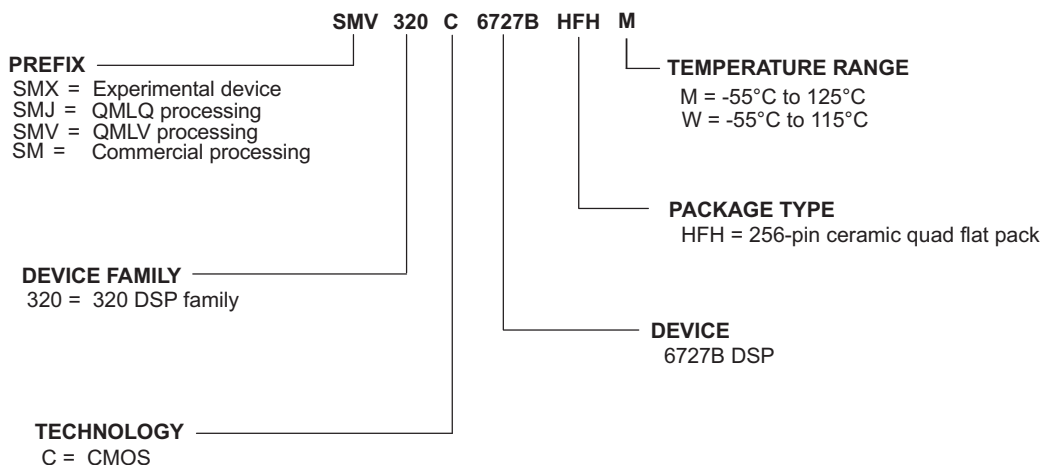 SMV 320 C 6727B HFH M
PREFIX
SMX = Experimental device
SMJ = QMLQ processing
SMV = QMLV processing
SM = Commercial processing
TEMPERATURE RANGE
M = -55°C to 125°C
W = -55°C to 115°C
PACKAGE TYPE
HFH = 256-pin ceramic quad flat pack
DEVICE FAMILY
320 = 320 DSP family
DEVICE
6727B DSP
TECHNOLOGY
C = CMOS